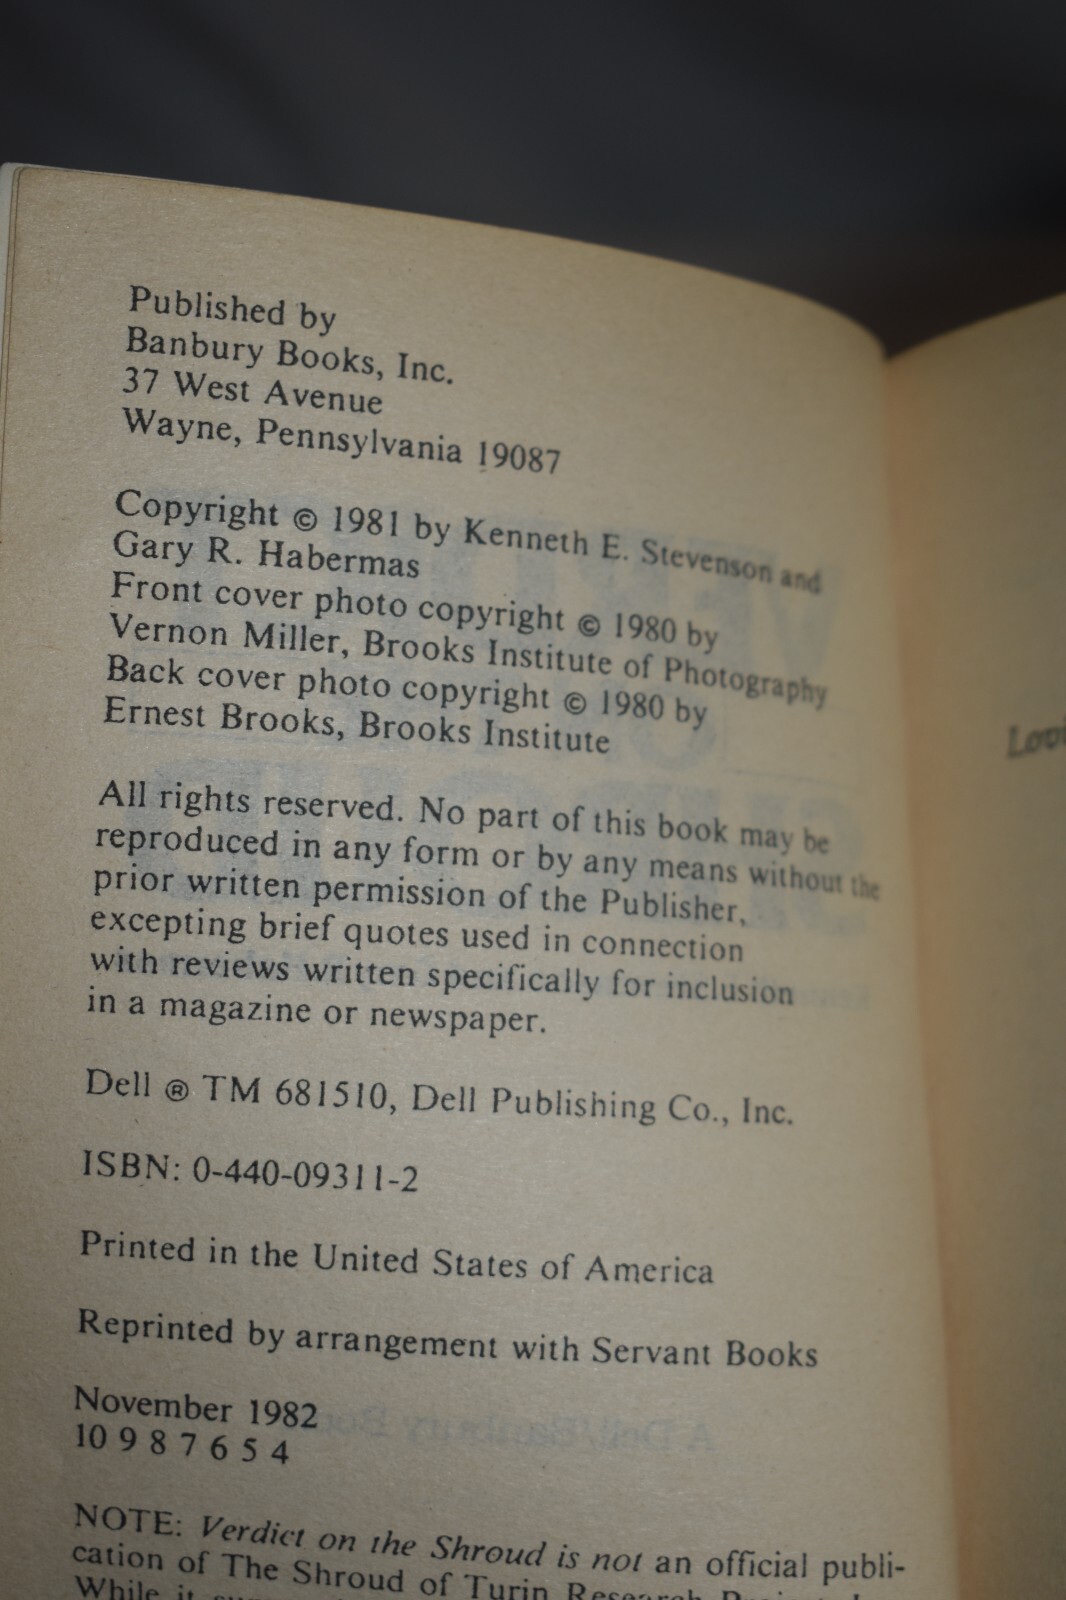 Published by
Banbury Books, Inc.
37 West Avenue
Wayne, Pennsylvania 19087
Copyright © 1981 by Kenneth E. Stevenson and
Gary R. Habermas
Front cover photo copyright © 1980 by
Vernon Miller, Brooks Institute of Photography
Back cover photo copyright © 1980 by
Ernest Brooks, Brooks Institute
All rights reserved. No part of this book may be
reproduced in any form or by any means without the
prior written permission of the Publisher,
excepting brief quotes used in connection
with reviews written specifically for inclusion
in a magazine or newspaper.
Dell ® TM 681510, Dell Publishing Co., Inc.
ISBN: 0-440-09311-2
Printed in the United States of America
Reprinted by arrangement with Servant Books
November 1982
10 9 8 7 6 5 4
NOTE: Verdict on the Shroud is not an official publi-
cation of The Shroud of Turin Research
While it